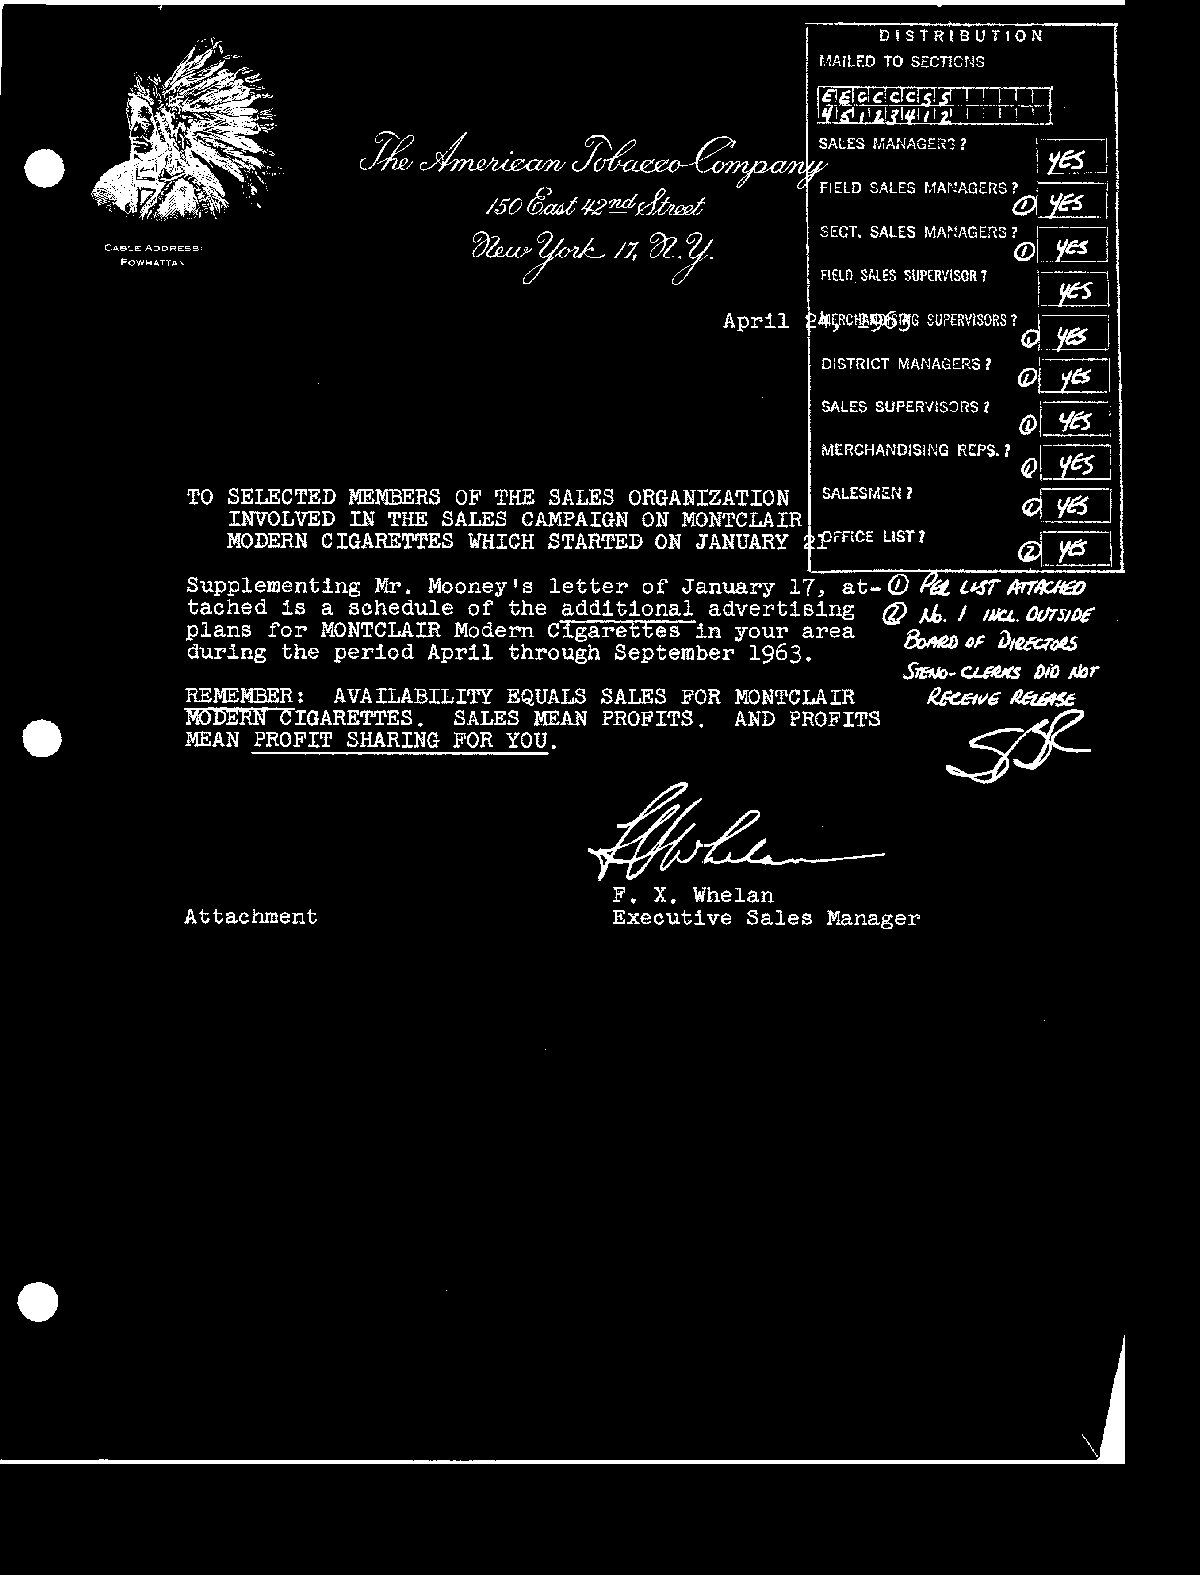 DISTRIBUTION
MAILED TO SECTIONS
E E C C C C S S
4 5 1 2 3 4 1 2
SALES MANAGERS? YES
FIELD SALES MANAGERS? ① YES
SECT. SALES MANAGERS? ① YES
FIELD SALES SUPERVISOR? YES
MERCHANDISING SUPERVISORS? ① YES
DISTRICT MANAGERS? ① YES
SALES SUPERVISORS? ① YES
MERCHANDISING REPS.? ① YES
SALESMEN? ① YES
OFFICE LIST? ② YES
① PER LIST ATTACHED
② No. 1 INCL. OUTSIDE
BOARD OF DIRECTORS
STENO-CLERKS DID NOT
RECEIVE RELEASE
CABLE ADDRESS:
POWHATTAN
The American Tobacco Company
150 East 42nd Street
New York 17, N.Y.
April 24, 1963
TO SELECTED MEMBERS OF THE SALES ORGANIZATION
INVOLVED IN THE SALES CAMPAIGN ON MONTCLAIR
MODERN CIGARETTES WHICH STARTED ON JANUARY 21
Supplementing Mr. Mooney's letter of January 17, at-
tached is a schedule of the additional advertising
plans for MONTCLAIR Modern Cigarettes in your area
during the period April through September 1963.
REMEMBER: AVAILABILITY EQUALS SALES FOR MONTCLAIR
MODERN CIGARETTES. SALES MEAN PROFITS. AND PROFITS
MEAN PROFIT SHARING FOR YOU.
F X Whelan
F. X. Whelan
Executive Sales Manager
Attachment